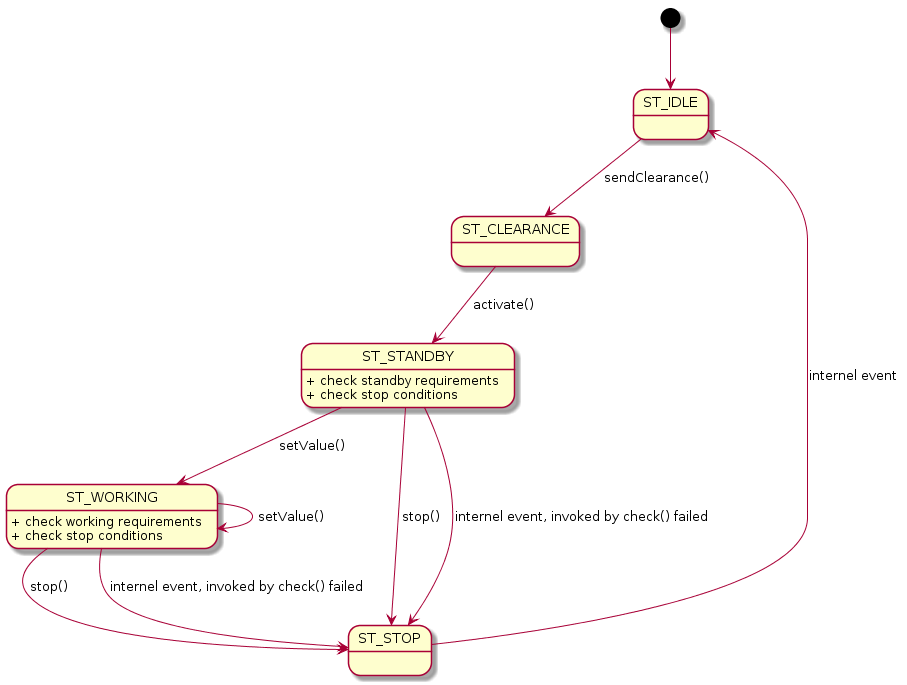 ST_IDLE
sendClearance()
ST_CLEARANCE
activate()
ST_STANDBY
+ check standby requirements
+ check stop conditions
internel event
setValue()
ST_WORKING
+ check working requirements
+ check stop conditions
setValue()
stop()
internel event, invoked by check() failed
stop()
internel event, invoked by check() failed
ST_STOP